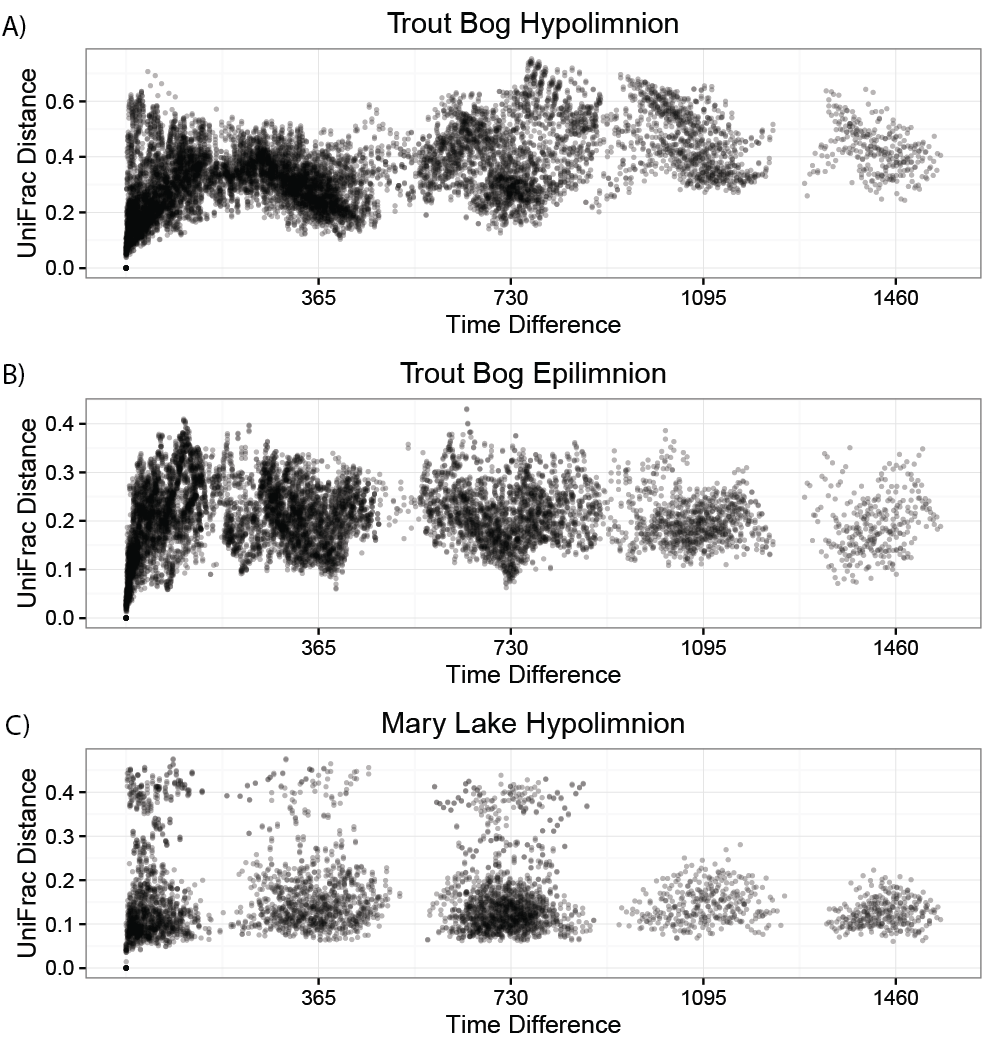 A)
Trout Bog Hypolimnion
UniFrac Distance
0.6
0.4
0.2
0.0
365 730 1095 1460
Time Difference
B)
Trout Bog Epilimnion
UniFrac Distance
0.4
0.3
0.2
0.1
0.0
365 730 1095 1460
Time Difference
C)
Mary Lake Hypolimnion
UniFrac Distance
0.4
0.3
0.2
0.1
0.0
365 730 1095 1460
Time Difference